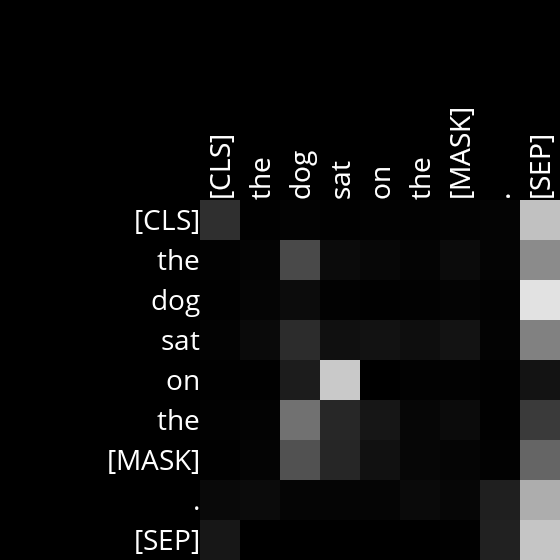 [CLS] the dog sat on the [MASK] . [SEP]
[CLS]
the
dog
sat
on
the
[MASK]
.
[SEP]